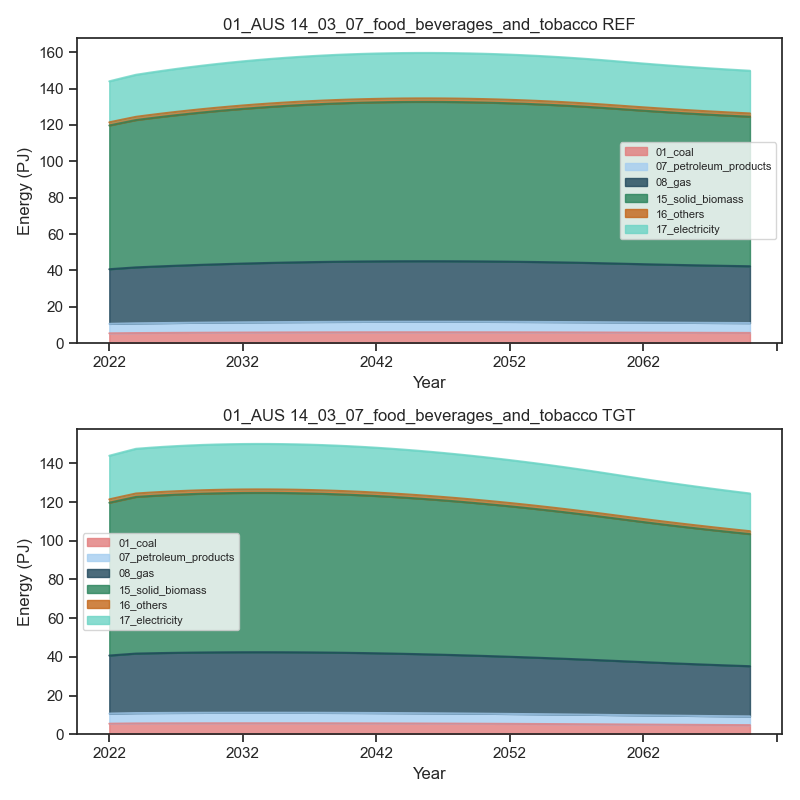 01_AUS 14_03_07_food_beverages_and_tobacco REF
160
140
120
100
80
60
40
20
0
Energy (PJ)
01_coal
07_petroleum_products
08_gas
15_solid_biomass
16_others
17_electricity
2022
2032
2042
2052
2062
Year
01_AUS 14_03_07_food_beverages_and_tobacco TGT
140
120
100
80
60
40
20
0
Energy (PJ)
01_coal
07_petroleum_products
08_gas
15_solid_biomass
16_others
17_electricity
2022
2032
2042
2052
2062
Year